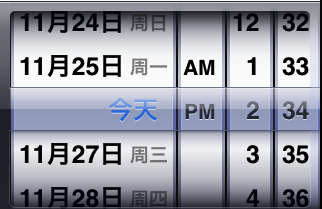 11月24日 周日 12 32
11月25日 周一 AM 1 33
今天 PM 2 34
11月27日 周三 3 35
11月28日 周四 4 36